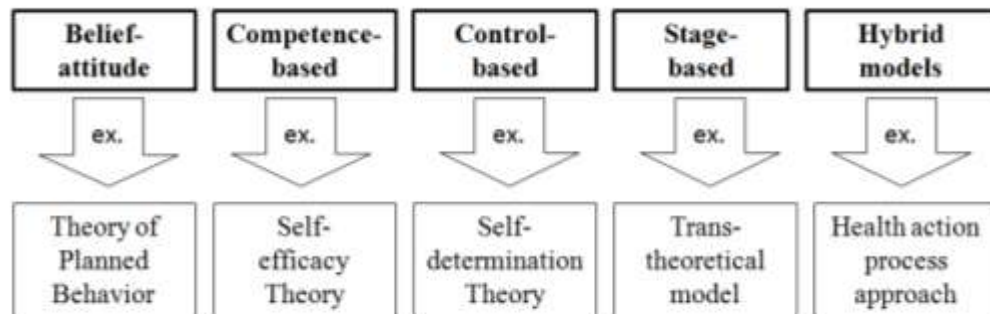 Belief-
attitude
Competence-
based
Control-
based
Stage-
based
Hybrid
models
ex.
ex.
ex.
ex.
ex.
Theory of
Planned
Behavior
Self-
efficacy
Theory
Self-
determination
Theory
Trans-
theoretical
model
Health action
process
approach